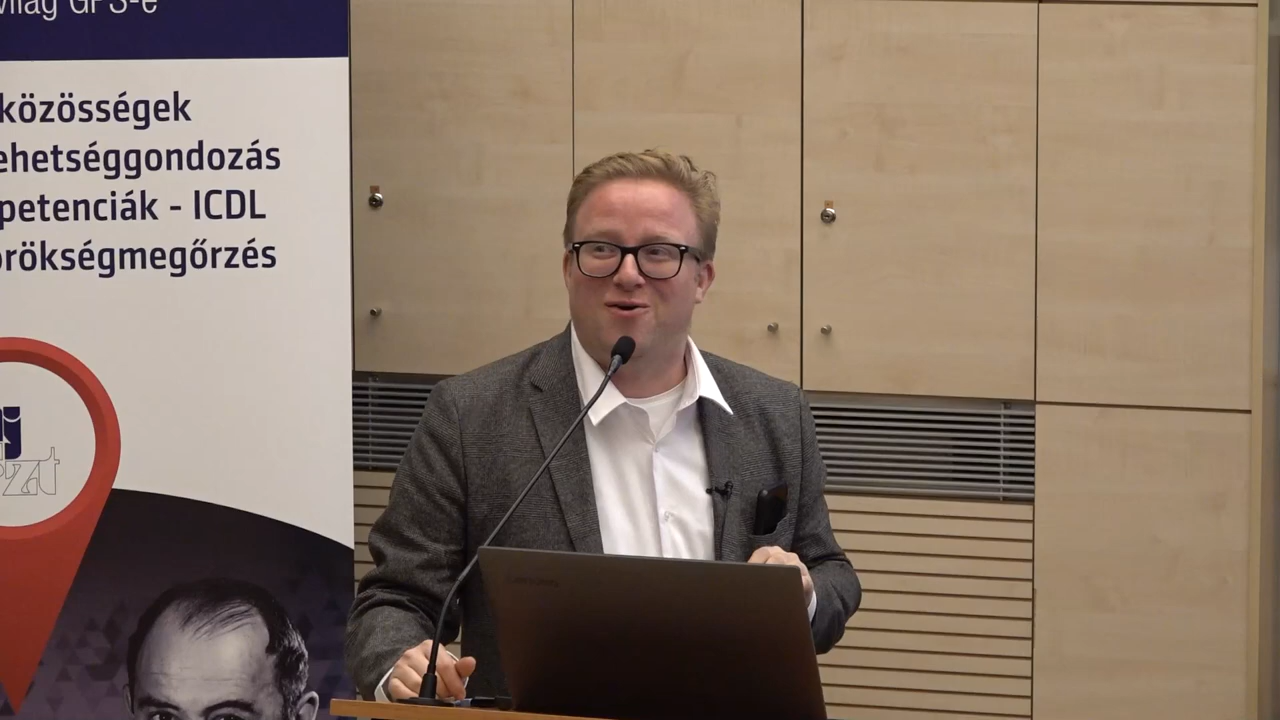 világ GPS-e
közösségek
ehetséggondozás
petenciák - ICDL
örökségmegőrzés